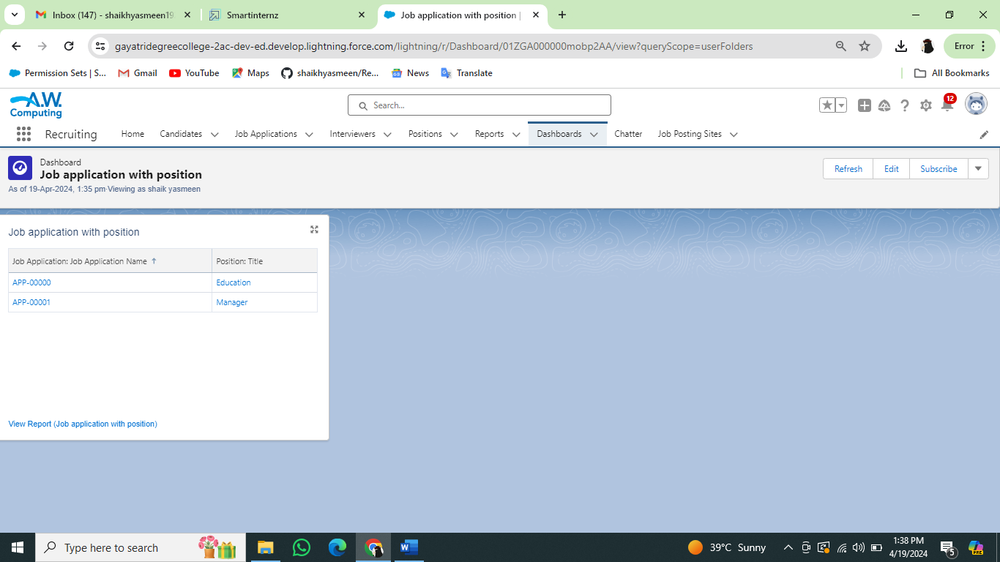 Inbox (147) - shaikhyasmeen19
Smartinternz
Job application with position |
gayatridegreecollege-2ac-dev-ed.develop.lightning.force.com/lightning/r/Dashboard/01ZGA000000mobp2AA/view?queryScope=userFolders
Error
Permission Sets | S...
Gmail
YouTube
Maps
shaikhyasmeen/Re...
News
Translate
All Bookmarks
A.W.
Computing
Search...
12
Recruiting
Home
Candidates
Job Applications
Interviewers
Positions
Reports
Dashboards
Chatter
Job Posting Sites
Dashboard
Job application with position
As of 19-Apr-2024, 1:35 pm·Viewing as shaik yasmeen
Refresh
Edit
Subscribe
Job application with position
Job Application: Job Application Name ↑ Position: Title
APP-00000 Education
APP-00001 Manager
View Report (Job application with position)
Type here to search
39°C Sunny
1:38 PM
4/19/2024
5
PRE